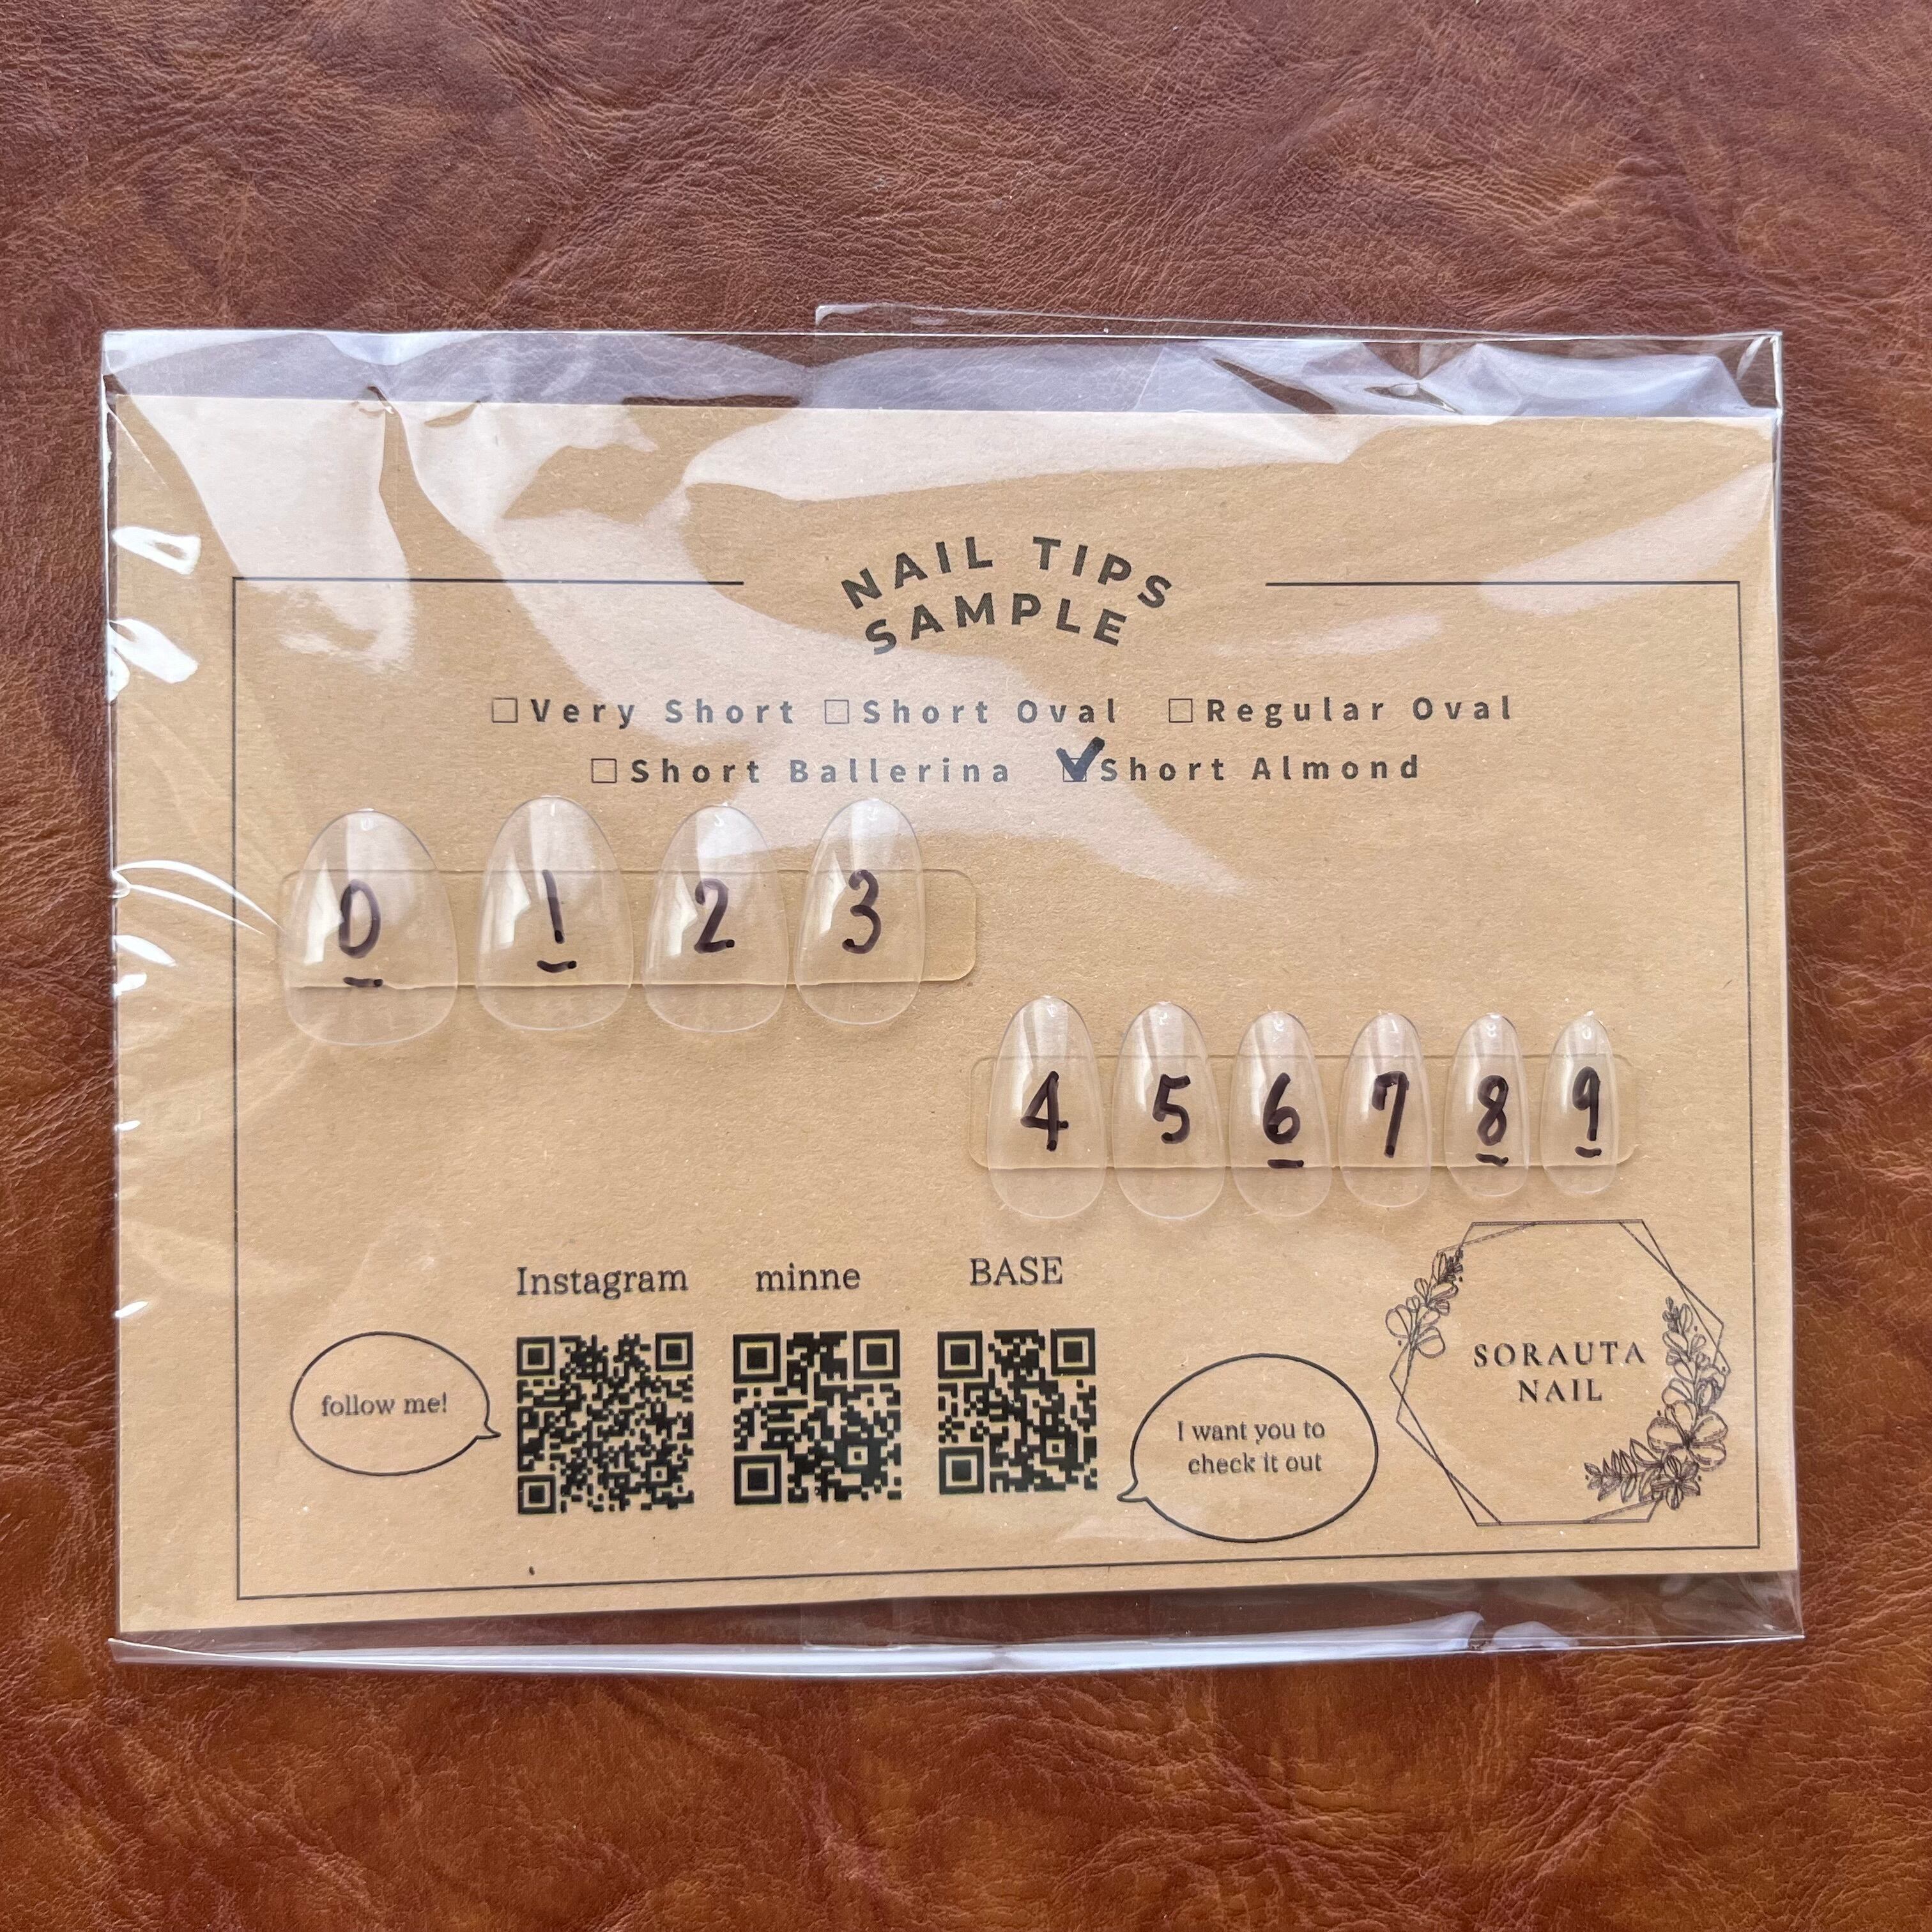 NAIL TIPS
SAMPLE
□Very Short □Short Oval □Regular Oval
□Short Ballerina ☑Short Almond
0 1 2 3
4 5 6 7 8 9
Instagram minne BASE
follow me!
I want you to
check it out
SORAUTA
NAIL